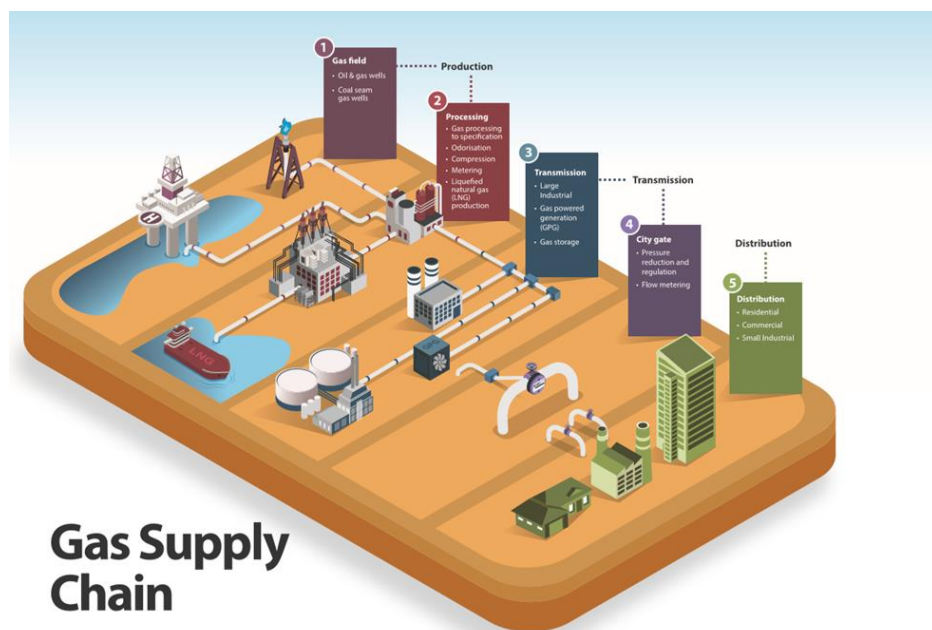 1
Gas field
• Oil & gas wells
• Coal seam
gas wells
Production
2
Processing
• Gas processing
to specification
• Odorisation
• Compression
• Metering
• Liquefied
natural gas
(LNG)
production
3
Transmission
• Large
Industrial
• Gas powered
generation
(GPG)
• Gas storage
Transmission
4
City gate
• Pressure
reduction and
regulation
• Flow metering
Distribution
5
Distribution
• Residential
• Commercial
• Small Industrial
H
LNG
GPG
Gas Supply
Chain